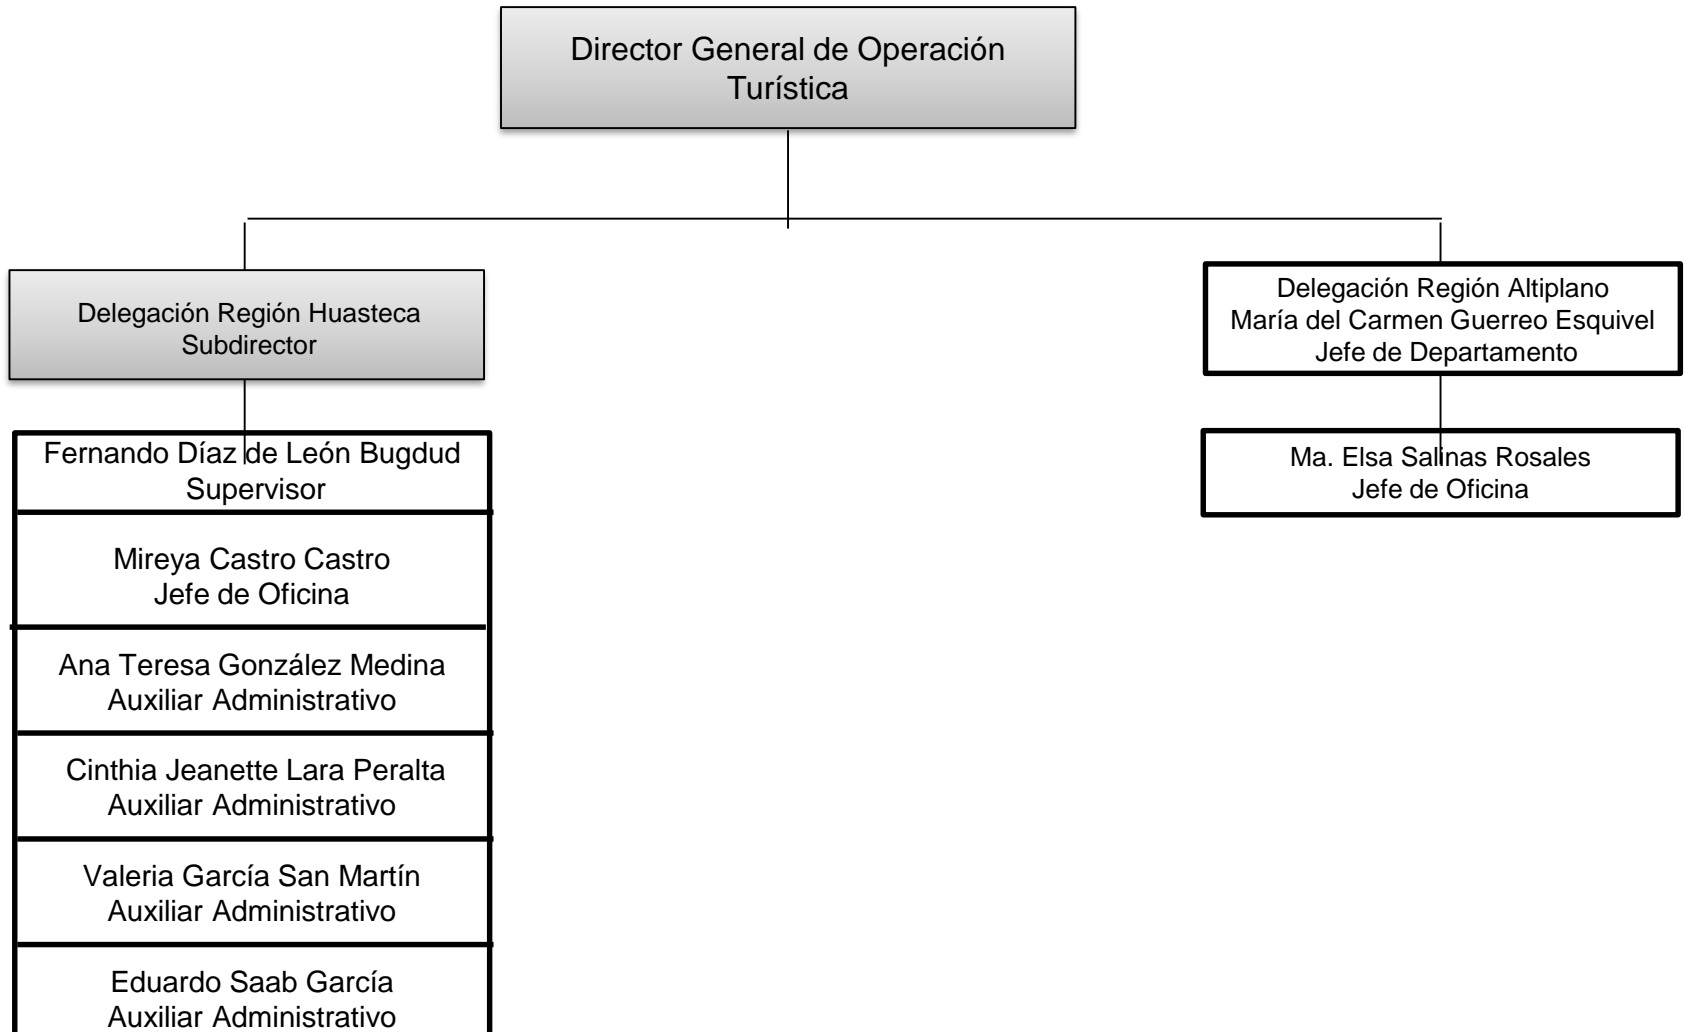 Director General de Operación
Turística
Delegación Región Huasteca
Subdirector
Delegación Región Altiplano
María del Carmen Guerreo Esquivel
Jefe de Departamento
Fernando Díaz de León Bugdud
Supervisor
Mireya Castro Castro
Jefe de Oficina
Ana Teresa González Medina
Auxiliar Administrativo
Cinthia Jeanette Lara Peralta
Auxiliar Administrativo
Valeria García San Martín
Auxiliar Administrativo
Eduardo Saab García
Auxiliar Administrativo
Ma. Elsa Salinas Rosales
Jefe de Oficina